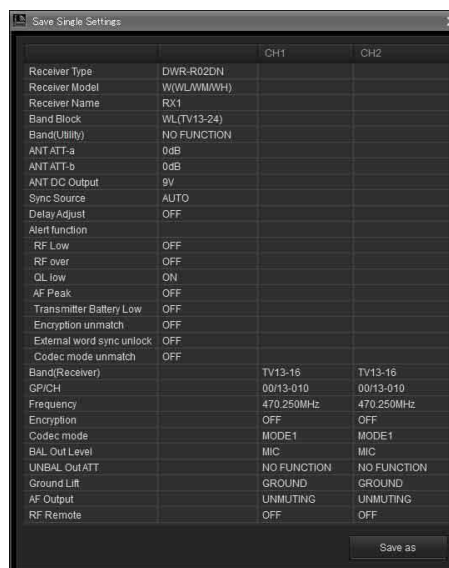 Save Single Settings
CH1 CH2
Receiver Type DWR-R02DN
Receiver Model W(WL/WM/WH)
Receiver Name RX1
Band Block WL(TV13-24)
Band(Utility) NO FUNCTION
ANT ATT-a 0dB
ANT ATT-b 0dB
ANT DC Output 9V
Sync Source AUTO
Delay Adjust OFF
Alert function
RF Low OFF
RF over OFF
QL low ON
AF Peak OFF
Transmitter Battery Low OFF
Encryption unmatch OFF
External word sync unlock OFF
Codec mode unmatch OFF
Band(Receiver) TV13-16 TV13-16
GP/CH 00/13-010 00/13-010
Frequency 470.250MHz 470.250MHz
Encryption OFF OFF
Codec mode MODE1 MODE1
BAL Out Level MIC MIC
UNBAL Out ATT NO FUNCTION NO FUNCTION
Ground Lift GROUND GROUND
AF Output UNMUTING UNMUTING
RF Remote OFF OFF
Save as